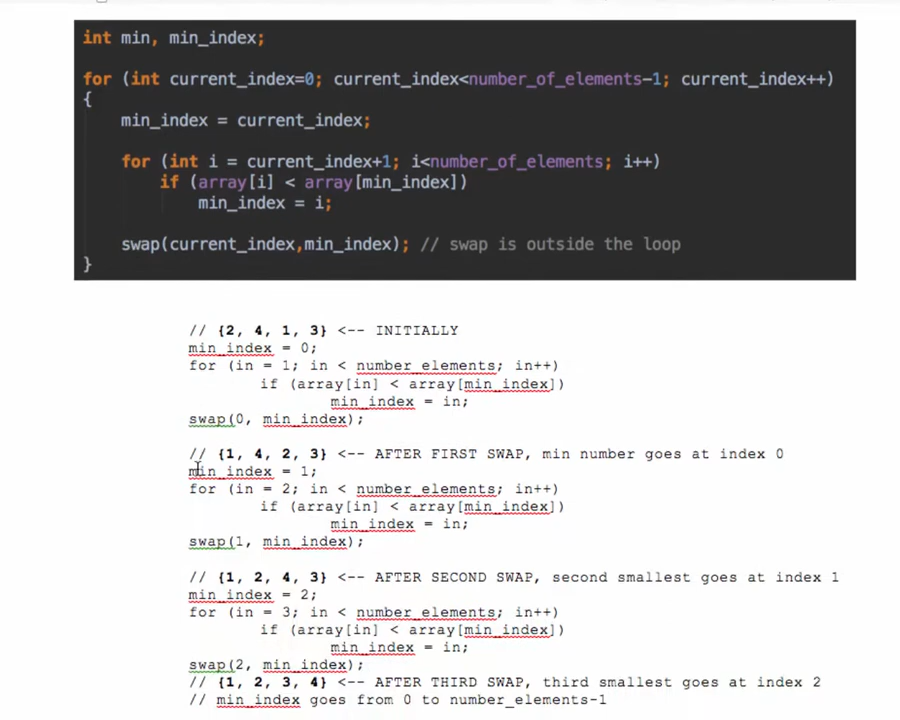 int min, min_index;
for (int current_index=0; current_index<number_of_elements-1; current_index++)
{
min_index = current_index;
for (int i = current_index+1; i<number_of_elements; i++)
if (array[i] < array[min_index])
min_index = i;
swap(current_index,min_index); // swap is outside the loop
}
// {2, 4, 1, 3} <-- INITIALLY
min_index = 0;
for (in = 1; in < number_elements; in++)
if (array[in] < array[min_index])
min_index = in;
swap(0, min_index);
// {1, 4, 2, 3} <-- AFTER FIRST SWAP, min number goes at index 0
min_index = 1;
for (in = 2; in < number_elements; in++)
if (array[in] < array[min_index])
min_index = in;
swap(1, min_index);
// {1, 2, 4, 3} <-- AFTER SECOND SWAP, second smallest goes at index 1
min_index = 2;
for (in = 3; in < number_elements; in++)
if (array[in] < array[min_index])
min_index = in;
swap(2, min_index);
// {1, 2, 3, 4} <-- AFTER THIRD SWAP, third smallest goes at index 2
// min_index goes from 0 to number_elements-1